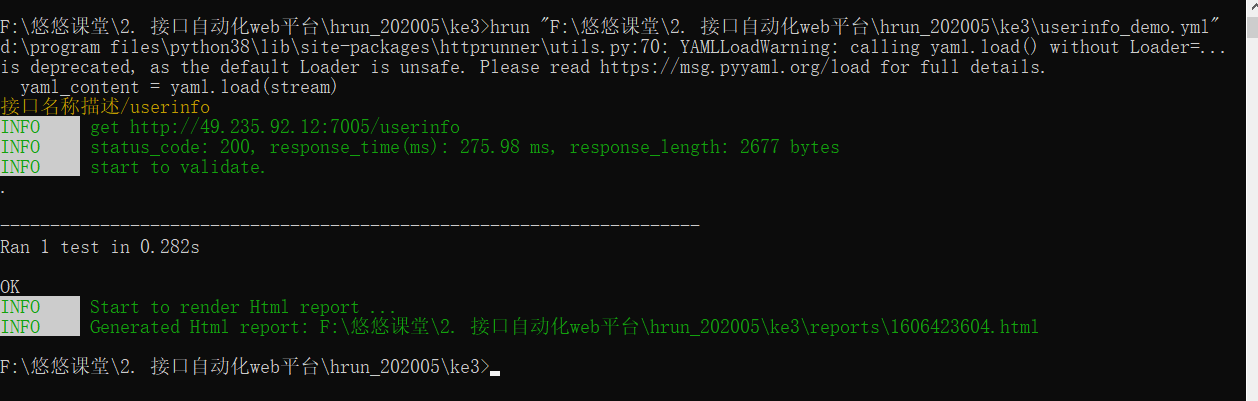 F:\悠悠课堂\2. 接口自动化web平台\hrun_202005\ke3>hrun "F:\悠悠课堂\2. 接口自动化web平台\hrun_202005\ke3\userinfo_demo.yml"
d:\program files\python38\lib\site-packages\httprunner\utils.py:70: YAMLLoadWarning: calling yaml.load() without Loader=...
is deprecated, as the default Loader is unsafe. Please read https://msg.pyyaml.org/load for full details.
  yaml_content = yaml.load(stream)
接口名称描述/userinfo
INFO     get http://49.235.92.12:7005/userinfo
INFO     status_code: 200, response_time(ms): 275.98 ms, response_length: 2677 bytes
INFO     start to validate.
.
----------------------------------------------------------------------
Ran 1 test in 0.282s
OK
INFO     Start to render Html report ...
INFO     Generated Html report: F:\悠悠课堂\2. 接口自动化web平台\hrun_202005\ke3\reports\1606423604.html
F:\悠悠课堂\2. 接口自动化web平台\hrun_202005\ke3>